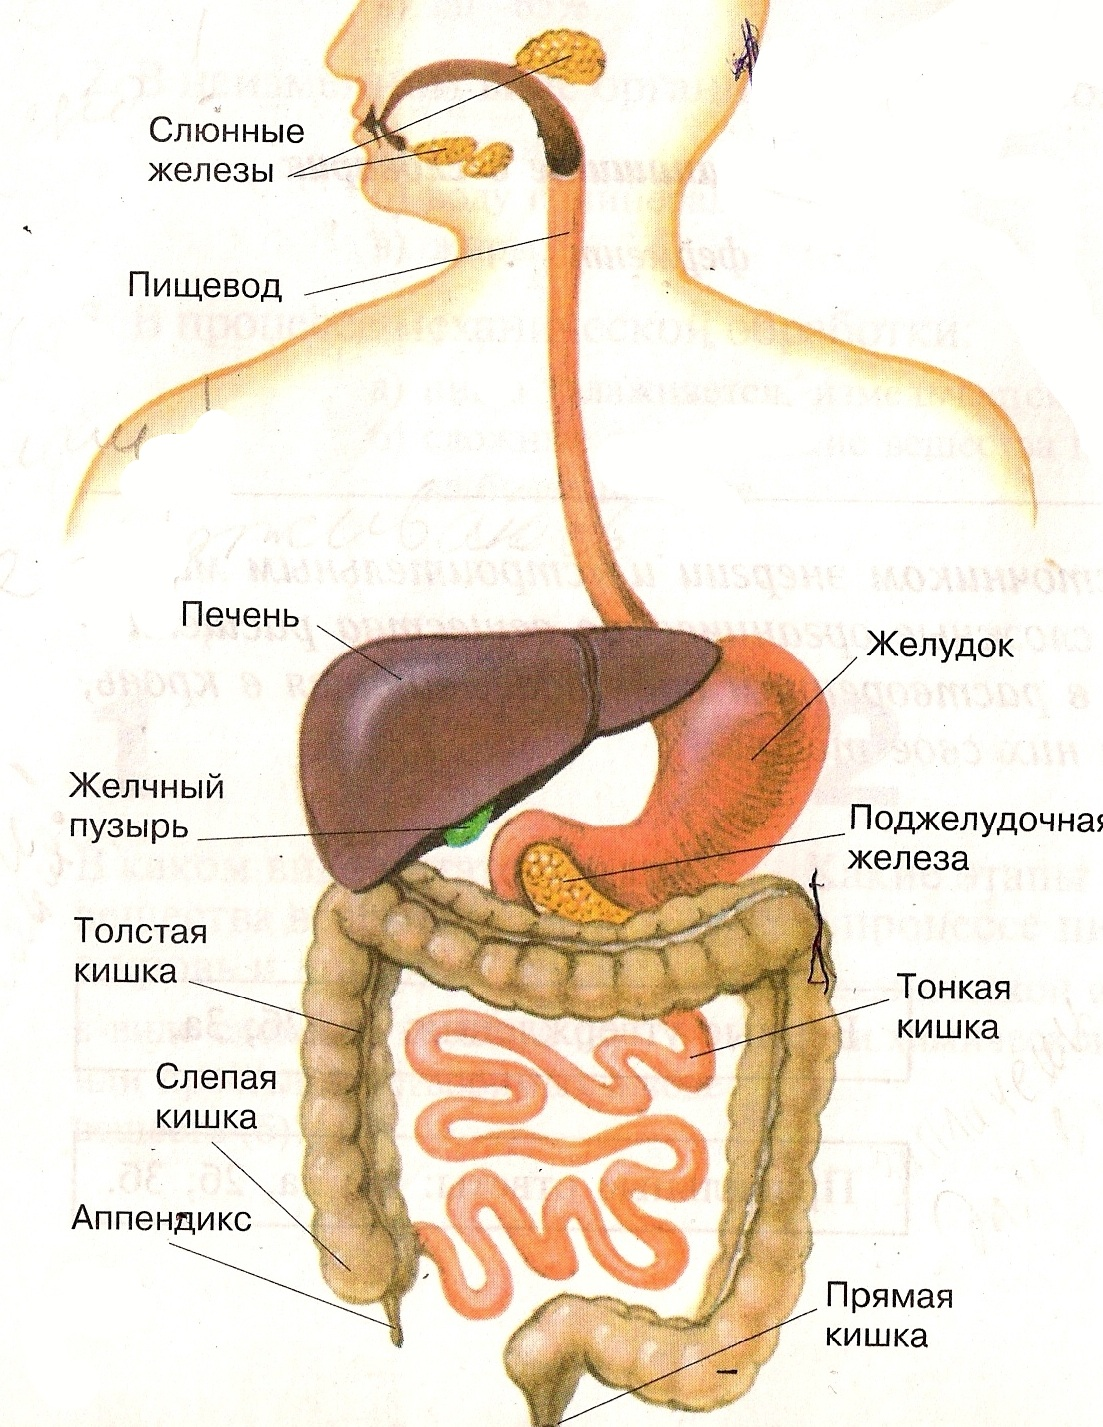 Слюнные
железы
Пищевод
Печень
Желудок
Желчный
пузырь
Поджелудочная
железа
Толстая
кишка
Тонкая
кишка
Слепая
кишка
Аппендикс
Прямая
кишка